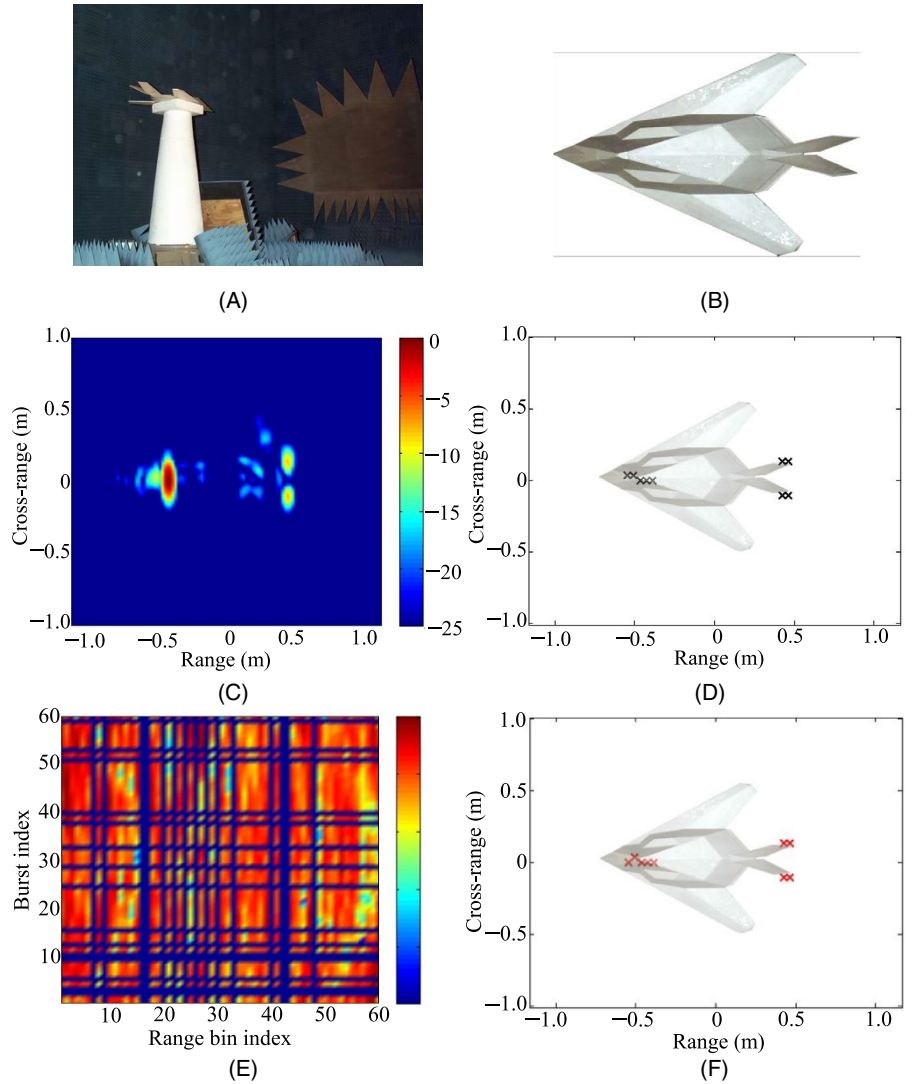 (A)
(B)
1.0
0.5
0
−0.5
−1.0
Cross-range (m)
−1.0 −0.5 0 0.5 1.0
Range (m)
0
−5
−10
−15
−20
−25
(C)
1.0
0.5
0
−0.5
−1.0
Cross-range (m)
−1.0 −0.5 0 0.5 1.0
Range (m)
(D)
60
50
40
30
20
10
Burst index
10 20 30 40 50 60
Range bin index
(E)
1.0
0.5
0
−0.5
−1.0
Cross-range (m)
−1.0 −0.5 0 0.5 1.0
Range (m)
(F)